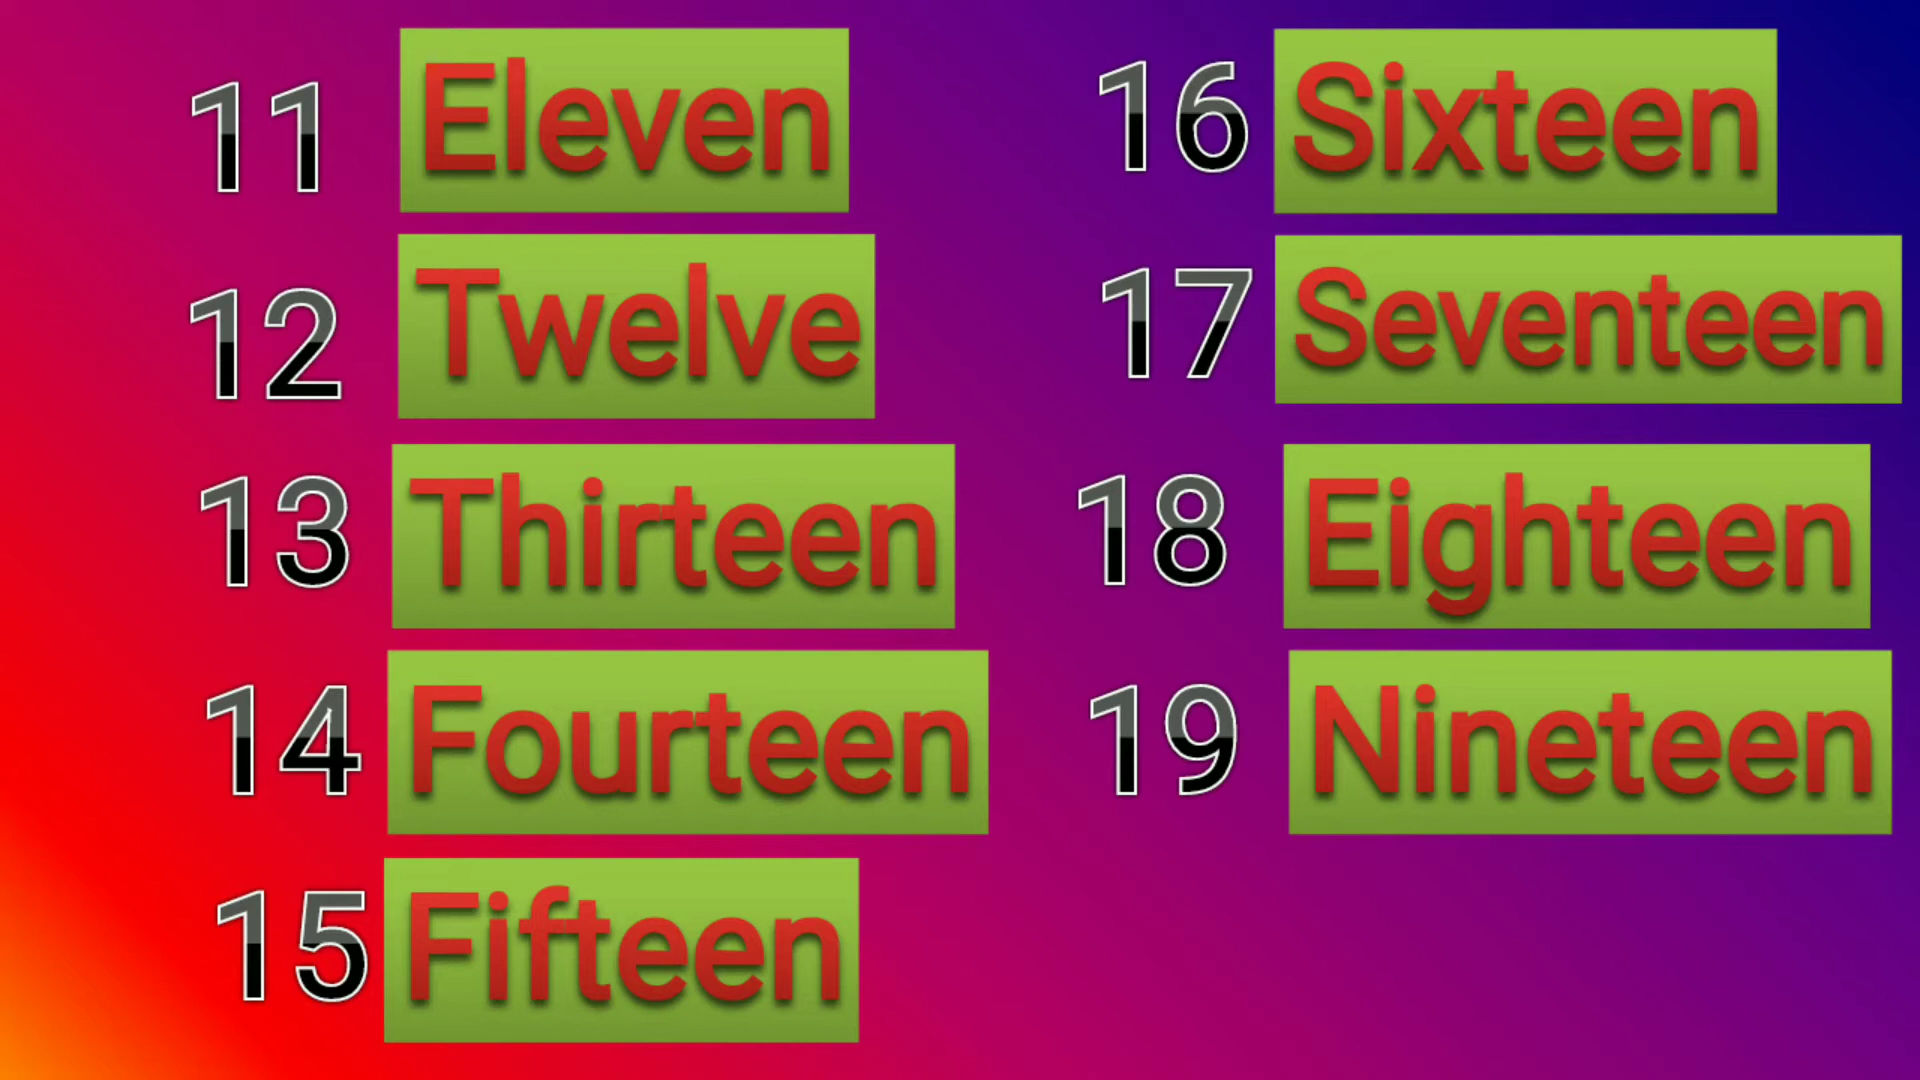 11 Eleven
12 Twelve
13 Thirteen
14 Fourteen
15 Fifteen
16 Sixteen
17 Seventeen
18 Eighteen
19 Nineteen